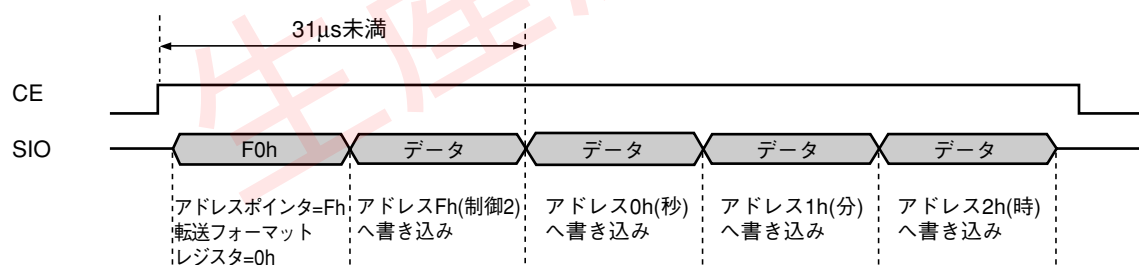 31μs未満
CE
SIO
F0h
データ
データ
データ
データ
アドレスポインタ=Fh
転送フォーマット
レジスタ=0h
アドレスFh(制御2)
へ書き込み
アドレス0h(秒)
へ書き込み
アドレス1h(分)
へ書き込み
アドレス2h(時)
へ書き込み
生産